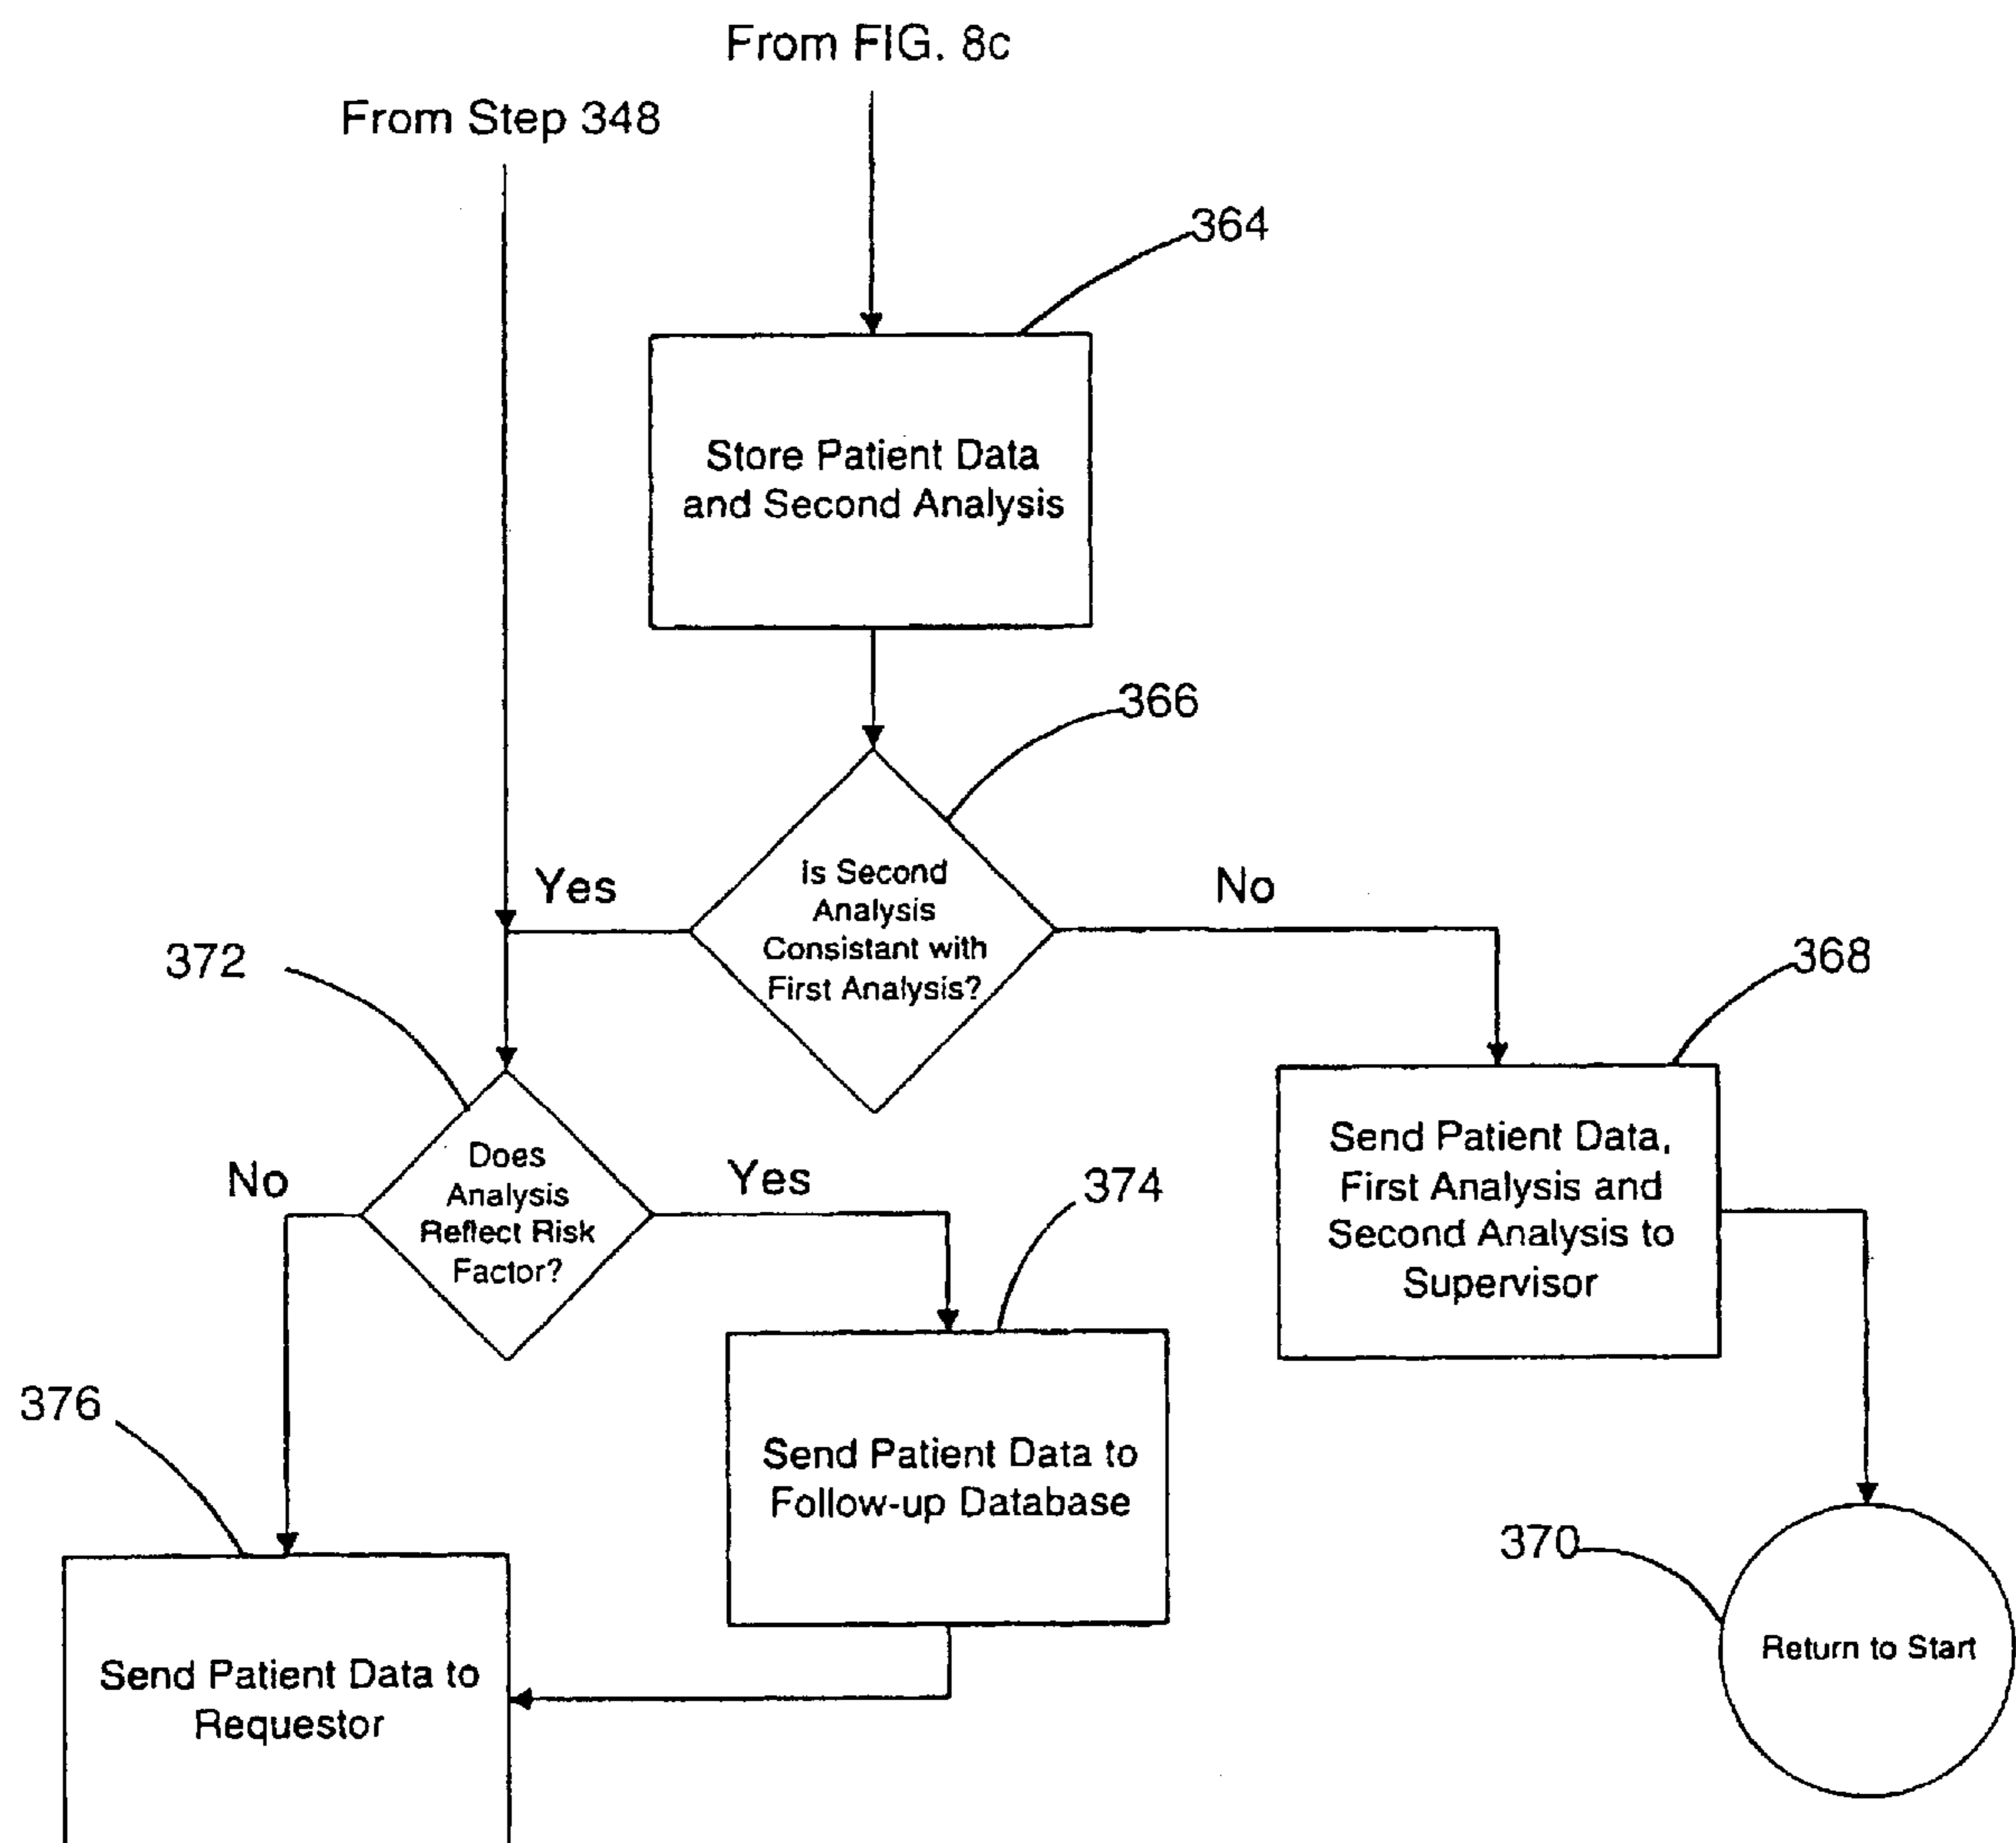 From FIG. 8c
From Step 348
364
Store Patient Data
and Second Analysis
366
Is Second
Analysis
Consistant with
First Analysis?
Yes
No
372
368
Does
Analysis
Reflect Risk
Factor?
No
Yes
374
Send Patient Data,
First Analysis and
Second Analysis to
Supervisor
376
Send Patient Data to
Follow-up Database
370
Return to Start
Send Patient Data to
Requestor